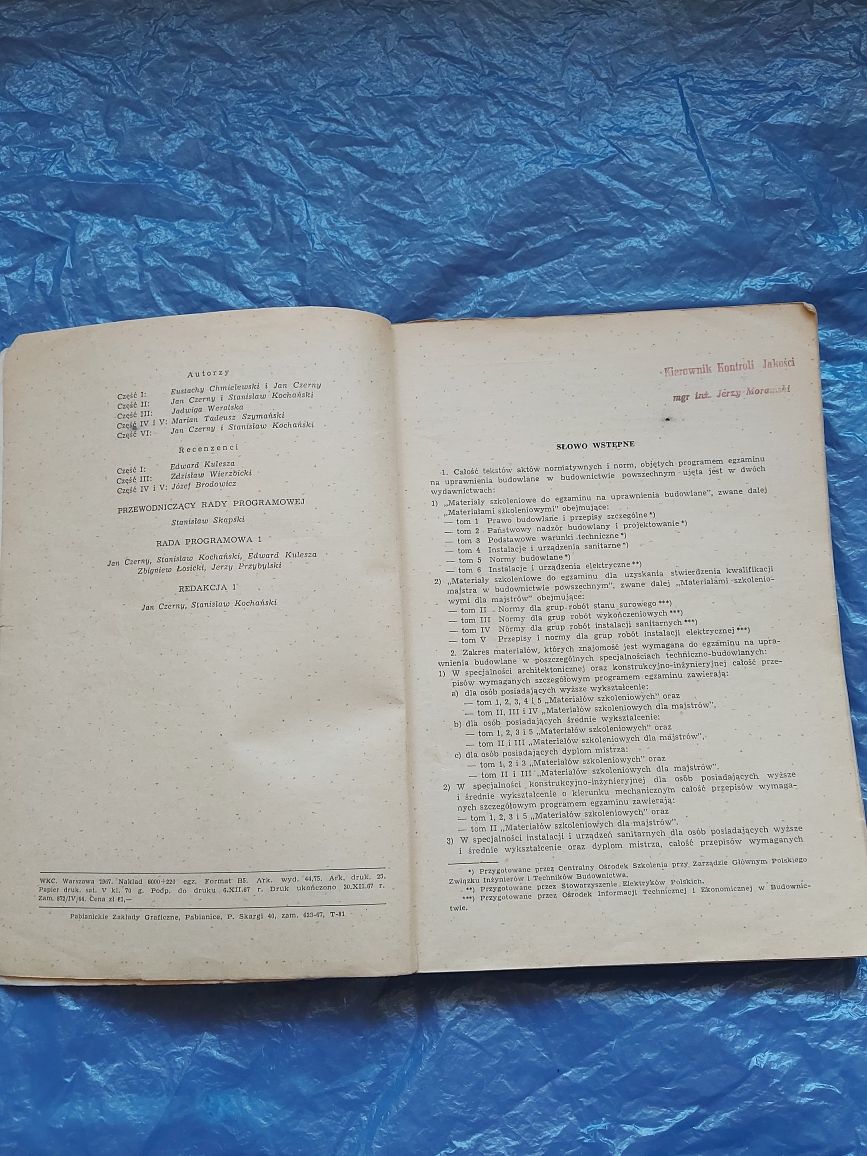 Autorzy
Część I: Eustachy Chmielewski i Jan Czerny
Część II: Jan Czerny i Stanisław Kochański
Część III: Jadwiga Werolska
Część IV i V: Marian Tadeusz Szymański
Część VI: Jan Czerny i Stanisław Kochański
Recenzenci
Część I: Edward Kulesza
Część III: Zdzisław Wierzbicki
Część IV i V: Józef Brodowicz
PRZEWODNICZĄCY RADY PROGRAMOWEJ
Stanisław Skapski
RADA PROGRAMOWA I
Jan Czerny, Stanisław Kochański, Edward Kulesza
Zbigniew Łosicki, Jerzy Przybylski
REDAKCJA I
Jan Czerny, Stanisław Kochański
WKC. Warszawa 1967. Nakład 8000+220 egz. Format B5. Ark. wyd. 44,75. Ark. druk. 25.
Papier druk. sat. V kl. 70 g. Podp. do druku 6.XII.67 r. Druk ukończono 30.XII.67 r.
Zam. 872/IV/64. Cena zł 61,—
Pabianickie Zakłady Graficzne, Pabianice, P. Skargi 40, zam. 623-67, T-81
Kierownik Kontroli Jakości
mgr inż. Jerzy
SŁOWO WSTĘPNE
1. Całość tekstów aktów normatywnych i norm, objętych programem egzaminu
na uprawnienia budowlane w budownictwie powszechnym ujęta jest w dwóch
wydawnictwach:
1) „Materiały szkoleniowe do egzaminu na uprawnienia budowlane", zwane dalej
„Materiałami szkoleniowymi" obejmujące:
— tom 1 Prawo budowlane i przepisy szczególne *)
— tom 2 Państwowy nadzór budowlany i projektowanie *)
— tom 3 Podstawowe warunki techniczne *)
— tom 4 Instalacje i urządzenia sanitarne *)
— tom 5 Normy budowlane *)
— tom 6 Instalacje i urządzenia elektryczne **)
2) „Materiały szkoleniowe do egzaminu dla uzyskania stwierdzenia kwalifikacji
majstra w budownictwie powszechnym", zwane dalej „Materiałami szkolenio-
wymi dla majstrów" obejmujące:
— tom II Normy dla grup robót stanu surowego ***)
— tom III Normy dla grup robót wykończeniowych ***)
— tom IV Normy dla grup robót instalacji sanitarnych ***)
— tom V Przepisy i normy dla grup robót instalacji elektrycznej ***)
2. Zakres materiałów, których znajomość jest wymagana do egzaminu na upra-
wnienia budowlane w poszczególnych specjalnościach techniczno-budowlanych:
1) W specjalności architektonicznej oraz konstrukcyjno-inżynieryjnej całość prze-
pisów wymaganych szczegółowym programem egzaminu zawierają:
a) dla osób posiadających wyższe wykształcenie:
— tom 1, 2, 3, 4 i 5 „Materiałów szkoleniowych" oraz
— tom II, III i IV „Materiałów szkoleniowych dla majstrów",
b) dla osób posiadających średnie wykształcenie:
— tom 1, 2, 3 i 5 „Materiałów szkoleniowych" oraz
— tom II i III „Materiałów szkoleniowych dla majstrów",
c) dla osób posiadających dyplom mistrza:
— tom 1, 2 i 3 „Materiałów szkoleniowych" oraz
— tom II i III „Materiałów szkoleniowych dla majstrów".
2) W specjalności konstrukcyjno-inżynieryjnej dla osób posiadających wyższe
i średnie wykształcenie o kierunku mechanicznym całość przepisów wymaga-
nych szczegółowym programem egzaminu zawierają:
— tom 1, 2, 3 i 5 „Materiałów szkoleniowych" oraz
— tom II „Materiałów szkoleniowych dla majstrów".
3) W specjalności instalacji i urządzeń sanitarnych dla osób posiadających wyższe
i średnie wykształcenie oraz dyplom mistrza, całość przepisów wymaganych
*) Przygotowane przez Centralny Ośrodek Szkolenia przy Zarządzie Głównym Polskiego
Związku Inżynierów i Techników Budownictwa.
**) Przygotowane przez Stowarzyszenie Elektryków Polskich.
***) Przygotowane przez Ośrodek Informacji Technicznej i Ekonomicznej w Budownic-
twie.